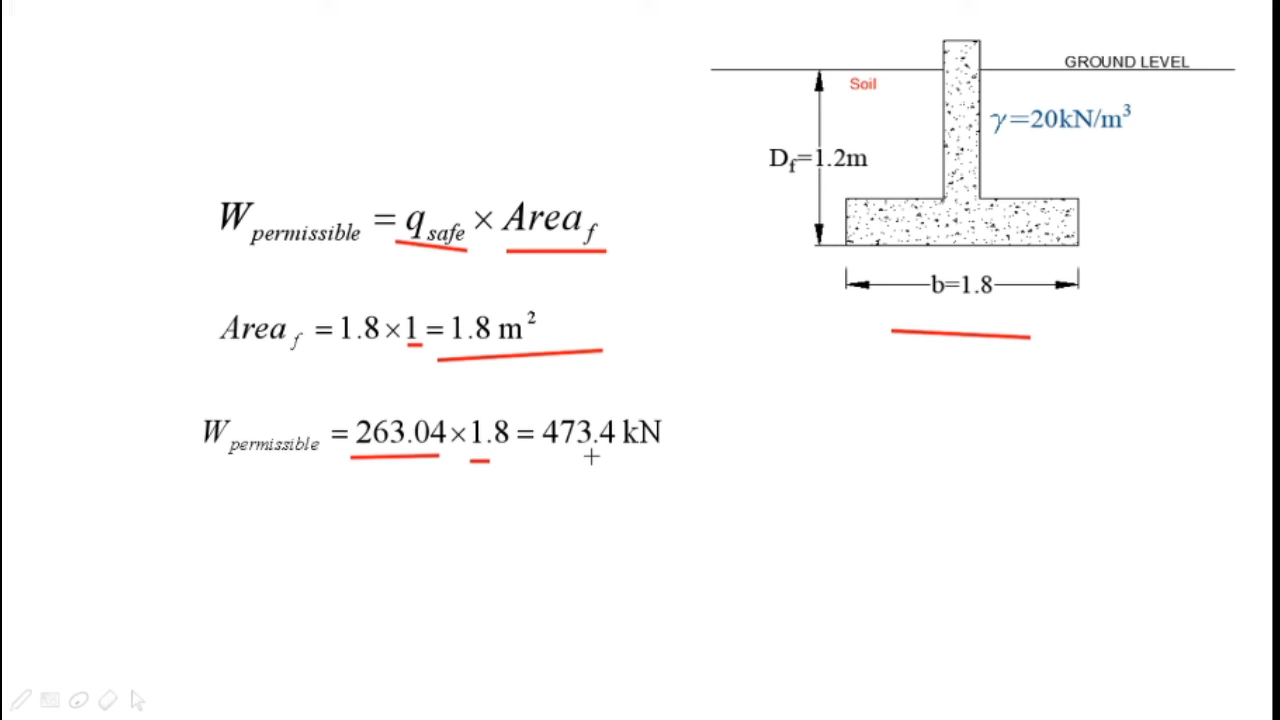 GROUND LEVEL
Soil
γ=20kN/m³
D_f=1.2m
W_permissible = q_safe × Area_f
b=1.8
Area_f = 1.8×1 = 1.8 m²
W_permissible = 263.04×1.8 = 473.4 kN